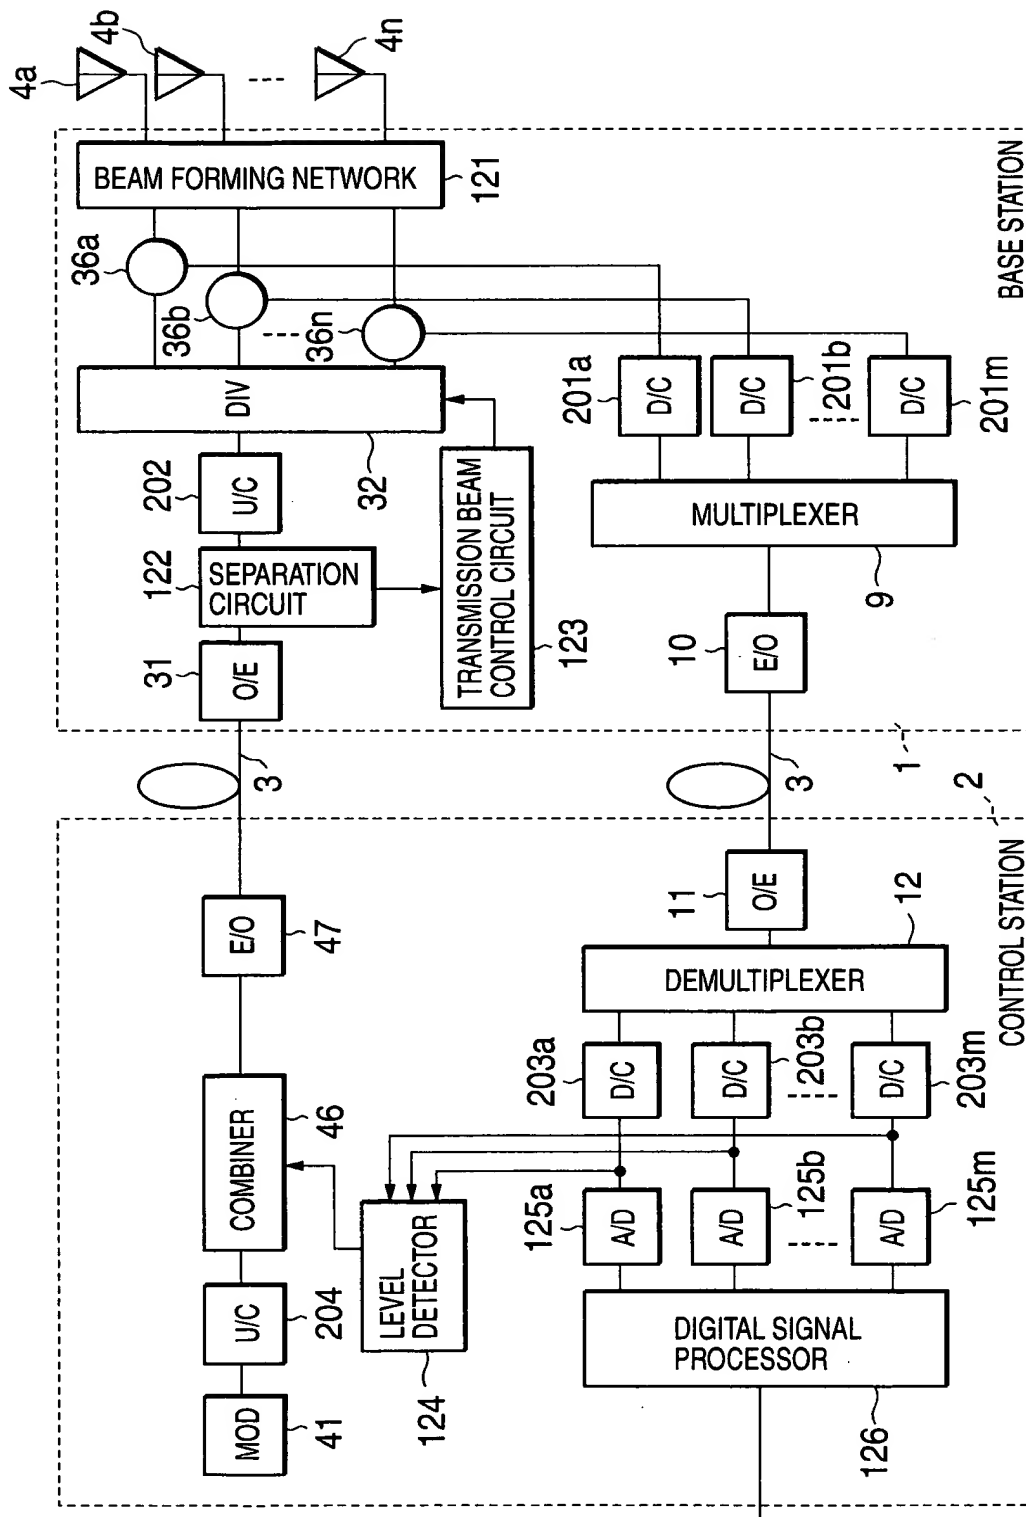 4a
4b
4n
BEAM FORMING NETWORK
121
36a
36b
36n
DIV
32
202
U/C
122
SEPARATION
CIRCUIT
31
O/E
TRANSMISSION BEAM
CONTROL CIRCUIT
123
201a
D/C
D/C
201b
D/C
201m
MULTIPLEXER
9
10
E/O
BASE STATION
1
3
3
2
CONTROL STATION
E/O
47
11
O/E
12
DEMULTIPLEXER
COMBINER
46
203a
D/C
D/C
203b
D/C
203m
U/C
204
LEVEL
DETECTOR
124
125a
A/D
A/D
125b
A/D
125m
MOD
41
DIGITAL SIGNAL
PROCESSOR
126